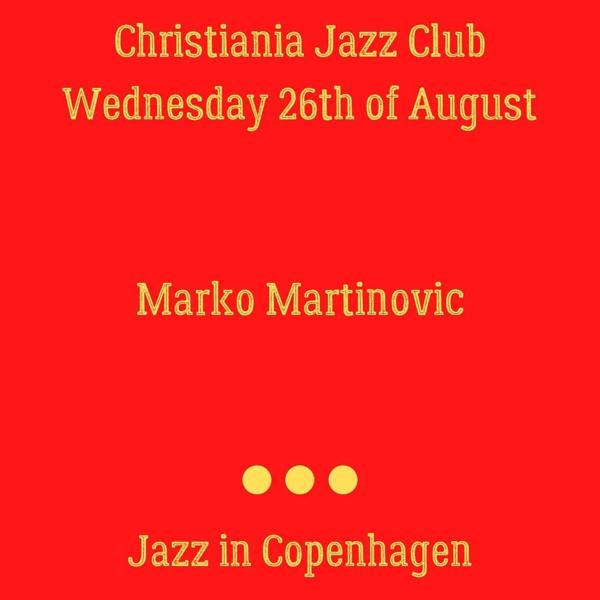 Christiania Jazz Club
Wednesday 26th of August
Marko Martinovic
Jazz in Copenhagen